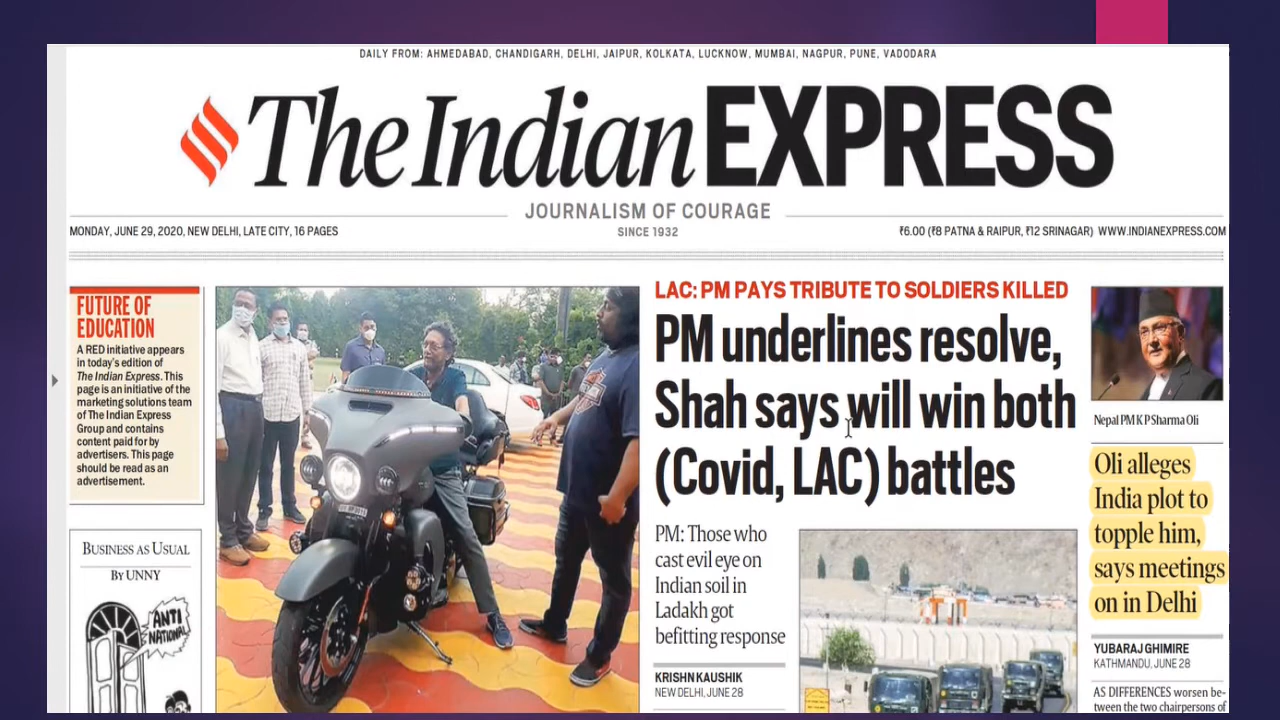 DAILY FROM: AHMEDABAD, CHANDIGARH, DELHI, JAIPUR, KOLKATA, LUCKNOW, MUMBAI, NAGPUR, PUNE, VADODARA
The Indian EXPRESS
JOURNALISM OF COURAGE
MONDAY, JUNE 29, 2020, NEW DELHI, LATE CITY, 16 PAGES
SINCE 1932
₹6.00 (₹8 PATNA & RAIPUR, ₹12 SRINAGAR) WWW.INDIANEXPRESS.COM
FUTURE OF
EDUCATION
A RED initiative appears
in today's edition of
The Indian Express. This
page is an initiative of the
marketing solutions team
of The Indian Express
Group and contains
content paid for by
advertisers. This page
should be read as an
advertisement.
BUSINESS AS USUAL
BY UNNY
ANTI
NATIONAL
LAC: PM PAYS TRIBUTE TO SOLDIERS KILLED
PM underlines resolve,
Shah says will win both
(Covid, LAC) battles
PM: Those who
cast evil eye on
Indian soil in
Ladakh got
befitting response
KRISHN KAUSHIK
NEW DELHI, JUNE 28
Nepal PM K P Sharma Oli
Oli alleges
India plot to
topple him,
says meetings
on in Delhi
YUBARAJ GHIMIRE
KATHMANDU, JUNE 28
AS DIFFERENCES worsen be-
tween the two chairpersons of